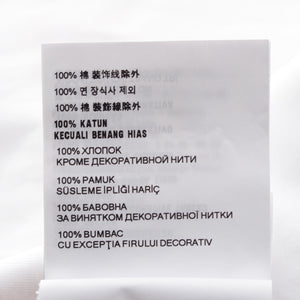 100% 棉 装饰线除外
100% 면 장식사 제외
100% 棉 裝飾線除外
100% KATUN
KECUALI BENANG HIAS
100% ХЛОПОК
КРОМЕ ДЕКОРАТИВНОЙ НИТИ
100% PAMUK
SÜSLEME İPLİĞİ HARİÇ
100% БАВОВНА
ЗА ВИНЯТКОМ ДЕКОРАТИВНОЇ НИТКИ
100% BUMBAC
CU EXCEPŢIA FIRULUI DECORATIV